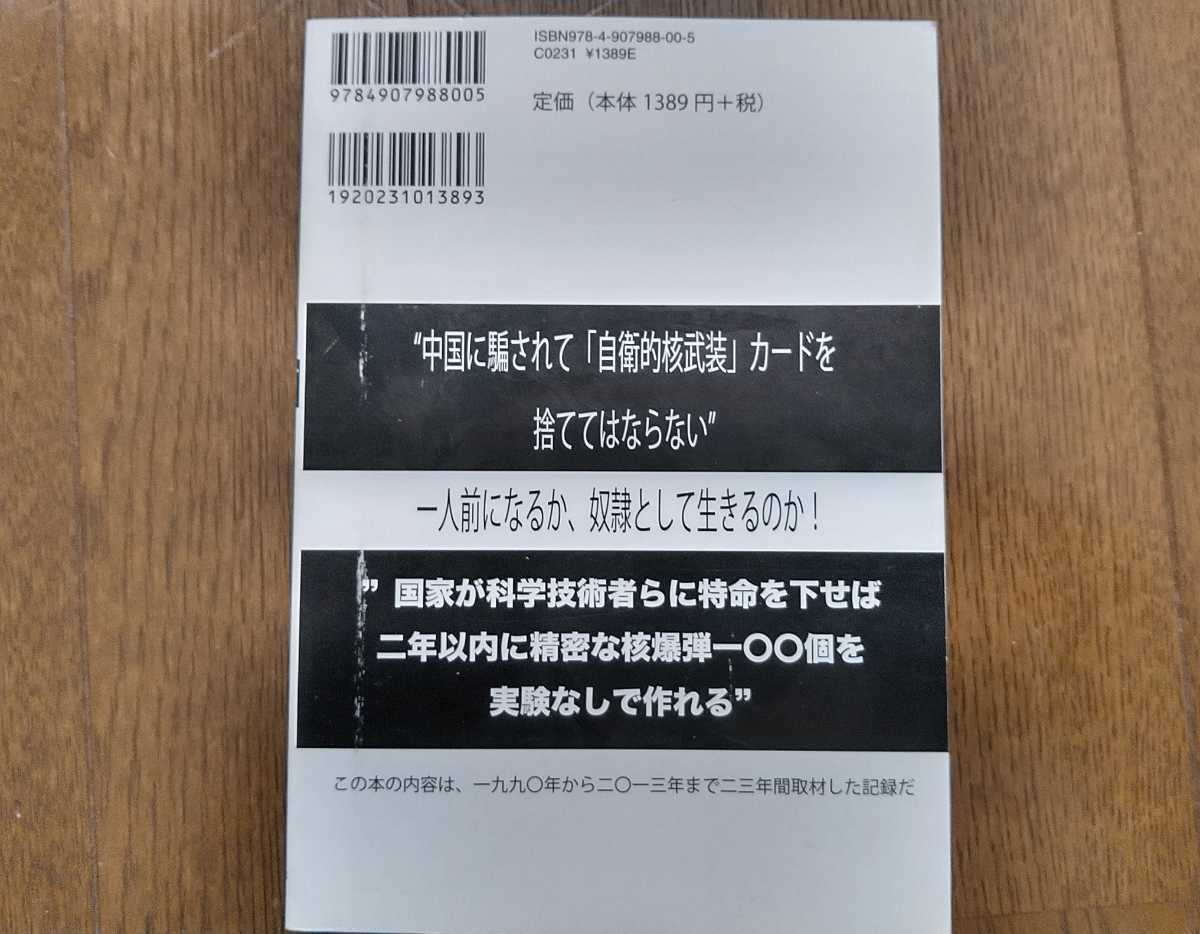 ISBN978-4-907988-00-5
C0231 ¥1389E
9784907988005
定価（本体1389円＋税）
1920231013893
“中国に騙されて「自衛的核武装」カードを
捨ててはならない”
一人前になるか、奴隷として生きるのか！
”国家が科学技術者らに特命を下せば
二年以内に精密な核爆弾一〇〇個を
実験なしで作れる”
この本の内容は、一九九〇年から二〇一三年まで二三年間取材した記録だ